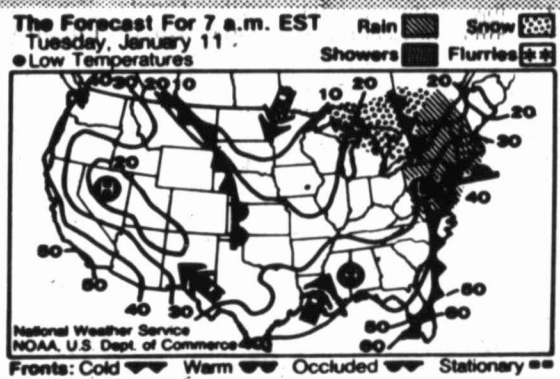 The Forecast For 7 a.m. EST
Tuesday, January 11
Low Temperatures
Rain
Snow
Showers
Flurries
20
10
10
20
20
20
30
40
20
50
50
40
30
50
60
50
60
National Weather Service
NOAA, U.S. Dept. of Commerce
Fronts: Cold
Warm
Occluded
Stationary